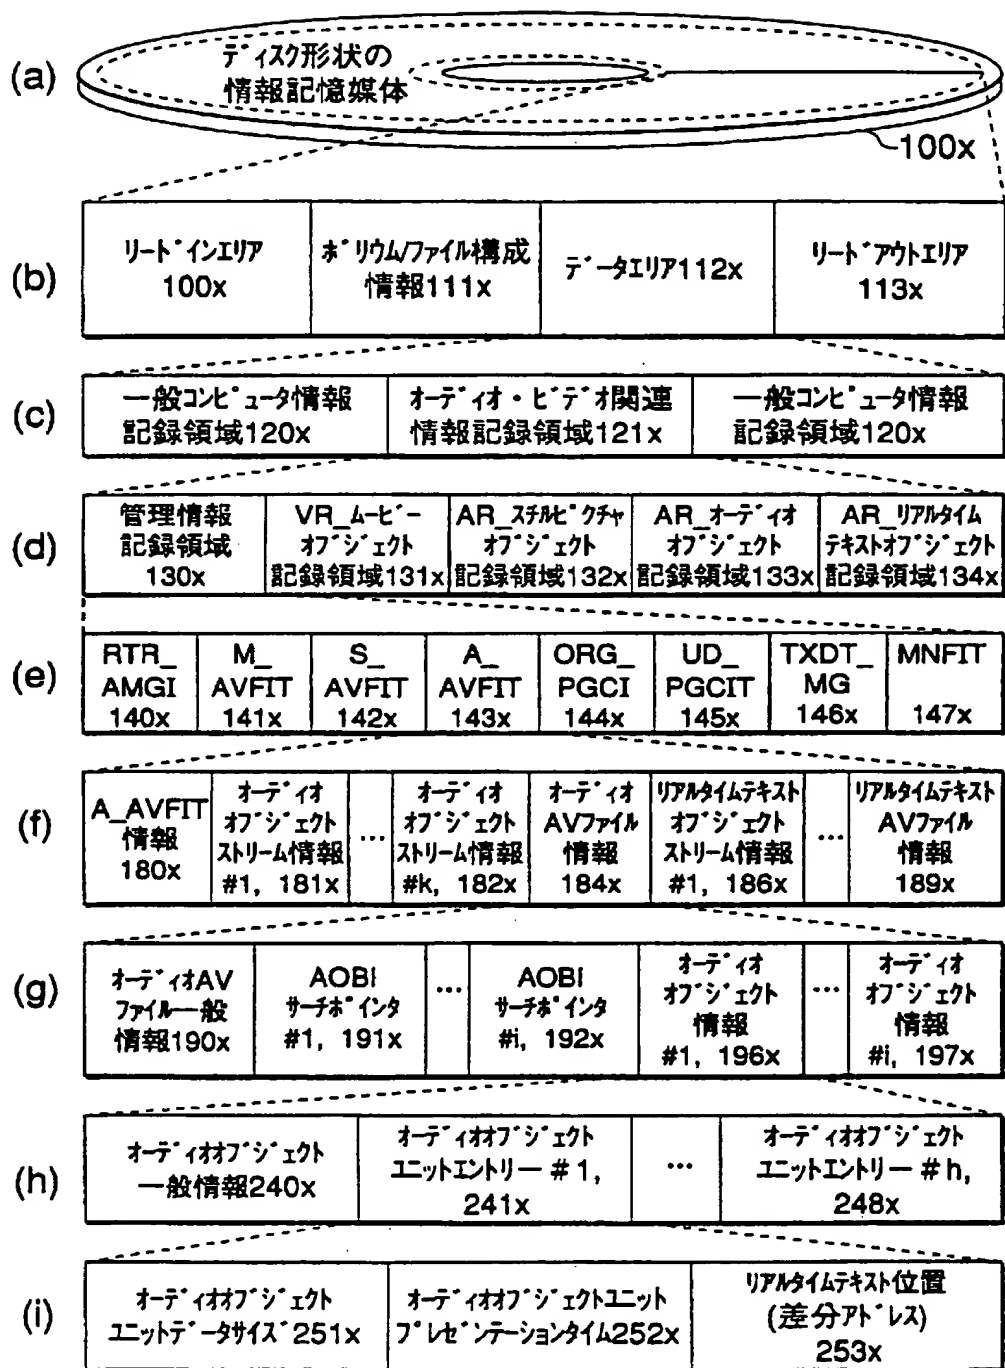 (a)
ディスク形状の
情報記憶媒体
100x
(b)
リードインエリア
100x
ボリウム/ファイル構成
情報111x
データエリア112x
リードアウトエリア
113x
(c)
一般コンピュータ情報
記録領域120x
オーディオ・ビデオ関連
情報記録領域121x
一般コンピュータ情報
記録領域120x
(d)
管理情報
記録領域
130x
VR_ムービー
オブジェクト
記録領域131x
AR_スチルピクチャ
オブジェクト
記録領域132x
AR_オーディオ
オブジェクト
記録領域133x
AR_リアルタイム
テキストオブジェクト
記録領域134x
(e)
RTR_
AMGI
140x
M_
AVFIT
141x
S_
AVFIT
142x
A_
AVFIT
143x
ORG_
PGCI
144x
UD_
PGCIT
145x
TXDT_
MG
146x
MNFIT
147x
(f)
A_AVFIT
情報
180x
オーディオ
オブジェクト
ストリーム情報
#1, 181x
…
オーディオ
オブジェクト
ストリーム情報
#k, 182x
オーディオ
AVファイル
情報
184x
リアルタイムテキスト
オブジェクト
ストリーム情報
#1, 186x
…
リアルタイムテキスト
AVファイル
情報
189x
(g)
オーディオAV
ファイル一般
情報190x
AOBI
サーチポインタ
#1, 191x
…
AOBI
サーチポインタ
#i, 192x
オーディオ
オブジェクト
情報
#1, 196x
…
オーディオ
オブジェクト
情報
#i, 197x
(h)
オーディオオブジェクト
一般情報240x
オーディオオブジェクト
ユニットエントリー #1,
241x
…
オーディオオブジェクト
ユニットエントリー #h,
248x
(i)
オーディオオブジェクト
ユニットデータサイズ251x
オーディオオブジェクトユニット
プレゼンテーションタイム252x
リアルタイムテキスト位置
(差分アドレス)
253x